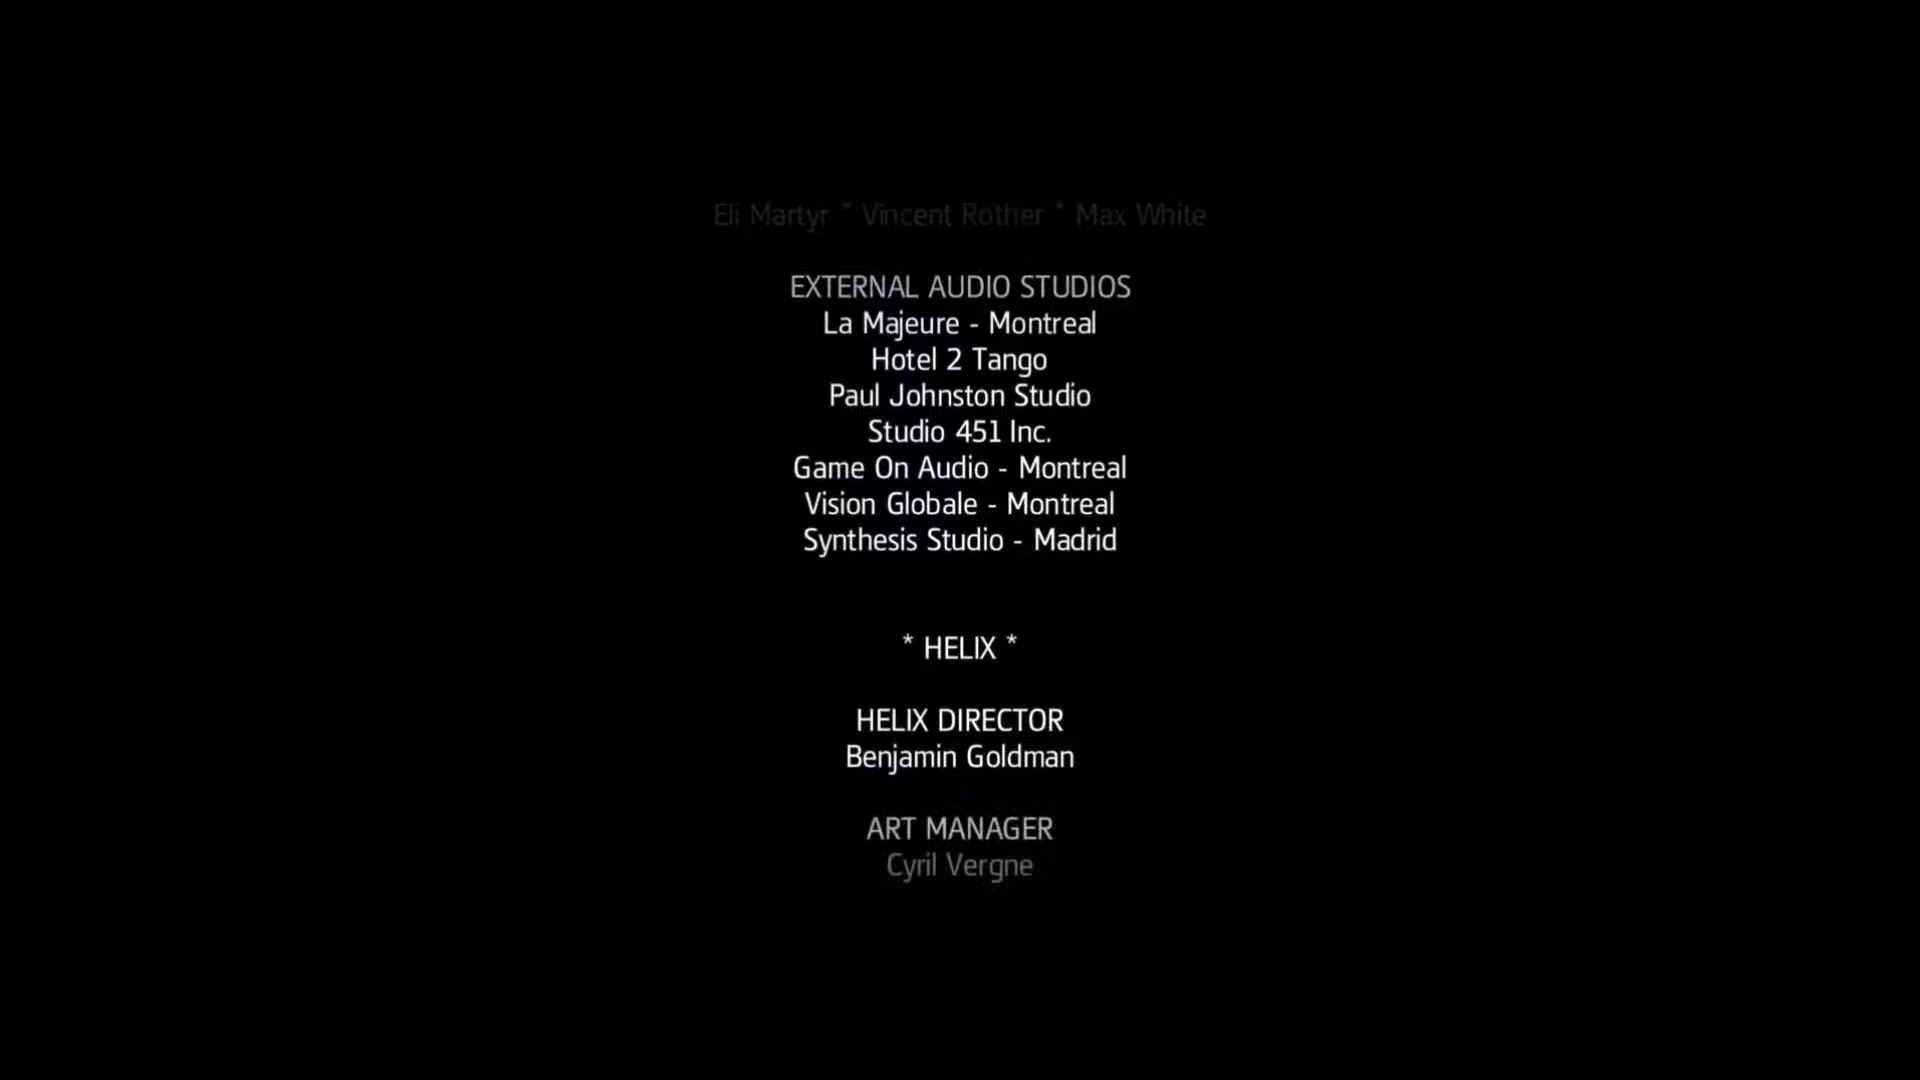 Eli Martyr * Vincent Rother * Max White
EXTERNAL AUDIO STUDIOS
La Majeure - Montreal
Hotel 2 Tango
Paul Johnston Studio
Studio 451 Inc.
Game On Audio - Montreal
Vision Globale - Montreal
Synthesis Studio - Madrid
* HELIX *
HELIX DIRECTOR
Benjamin Goldman
ART MANAGER
Cyril Vergne